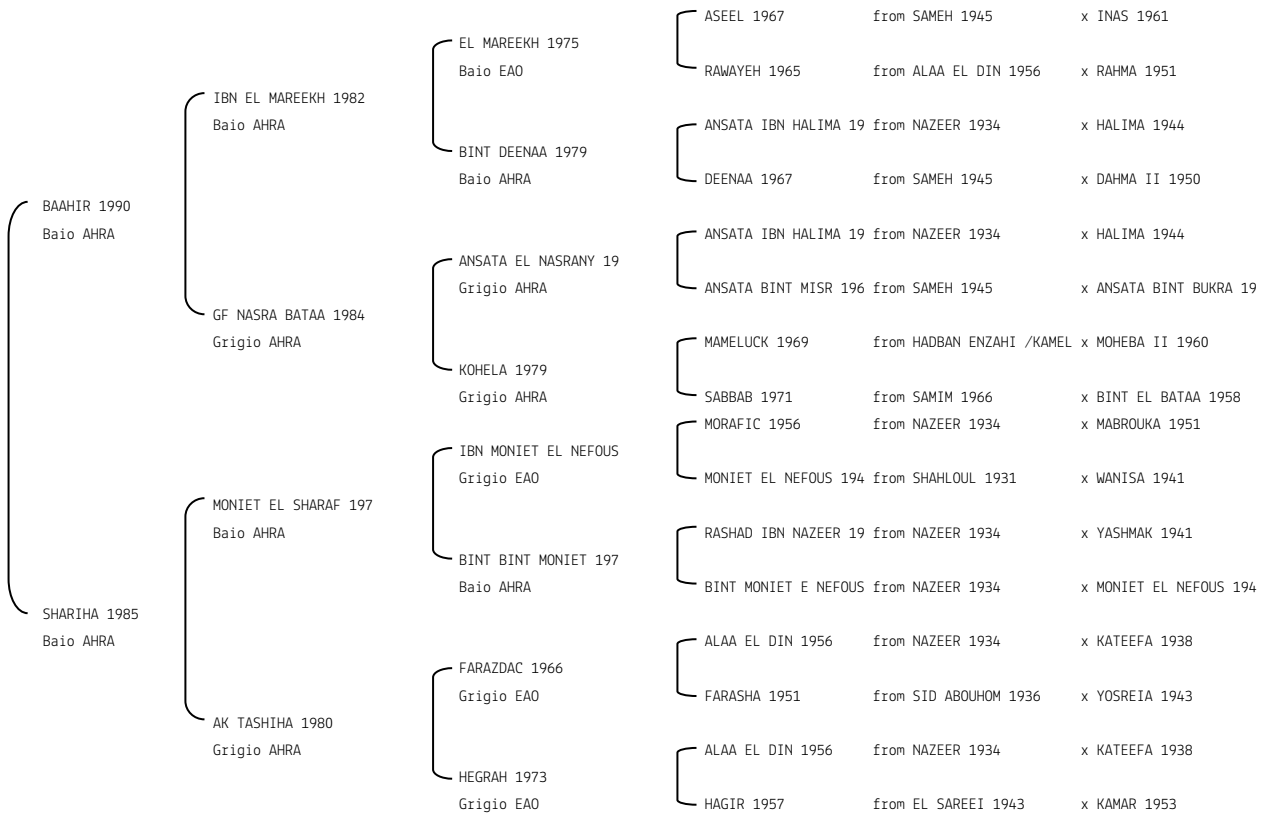 ASEEL 1967 from SAMEH 1945 x INAS 1961
EL MAREEKH 1975
Baio EAO RAWAYEH 1965 from ALAA EL DIN 1956 x RAHMA 1951
IBN EL MAREEKH 1982
Baio AHRA ANSATA IBN HALIMA 19 from NAZEER 1934 x HALIMA 1944
BINT DEENAA 1979
Baio AHRA DEENAA 1967 from SAMEH 1945 x DAHMA II 1950
BAAHIR 1990
Baio AHRA ANSATA IBN HALIMA 19 from NAZEER 1934 x HALIMA 1944
ANSATA EL NASRANY 19
Grigio AHRA ANSATA BINT MISR 196 from SAMEH 1945 x ANSATA BINT BUKRA 19
GF NASRA BATAA 1984
Grigio AHRA MAMELUCK 1969 from HADBAN ENZAHI /KAMEL x MOHEBA II 1960
KOHELA 1979
Grigio AHRA SABBAB 1971 from SAMIM 1966 x BINT EL BATAA 1958
MORAFIC 1956 from NAZEER 1934 x MABROUKA 1951
IBN MONIET EL NEFOUS
Grigio EAO MONIET EL NEFOUS 194 from SHAHLOUL 1931 x WANISA 1941
MONIET EL SHARAF 197
Baio AHRA RASHAD IBN NAZEER 19 from NAZEER 1934 x YASHMAK 1941
BINT BINT MONIET 197
Baio AHRA BINT MONIET E NEFOUS from NAZEER 1934 x MONIET EL NEFOUS 194
SHARIHA 1985
Baio AHRA ALAA EL DIN 1956 from NAZEER 1934 x KATEEFA 1938
FARAZDAC 1966
Grigio EAO FARASHA 1951 from SID ABOUHOM 1936 x YOSREIA 1943
AK TASHIHA 1980
Grigio AHRA ALAA EL DIN 1956 from NAZEER 1934 x KATEEFA 1938
HEGRAH 1973
Grigio EAO HAGIR 1957 from EL SAREEI 1943 x KAMAR 1953